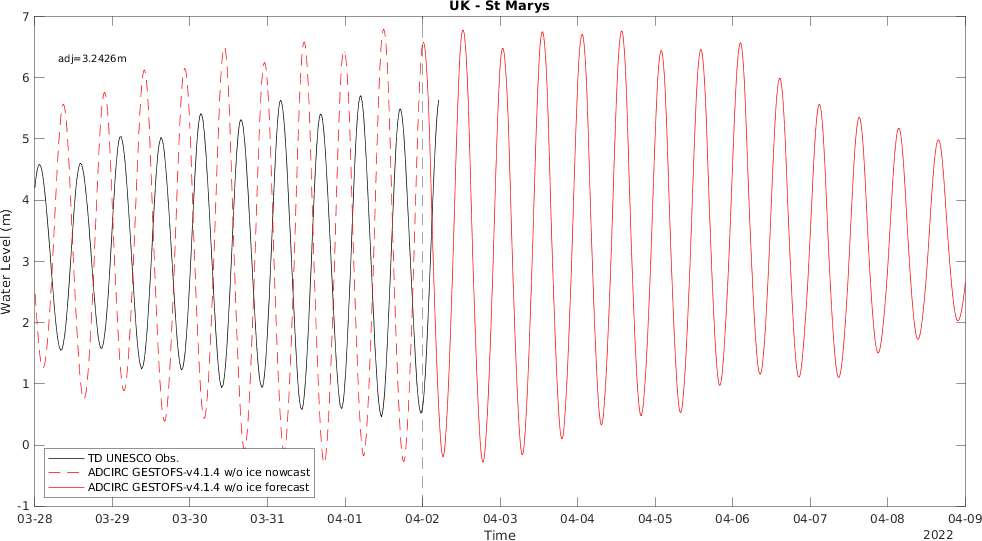 UK - St Marys
adj=3.2426m
Water Level (m)
7
6
5
4
3
2
1
0
-1
TD UNESCO Obs.
ADCIRC GESTOFS-v4.1.4 w/o ice nowcast
ADCIRC GESTOFS-v4.1.4 w/o ice forecast
03-28 03-29 03-30 03-31 04-01 04-02 04-03 04-04 04-05 04-06 04-07 04-08 04-09
Time
2022